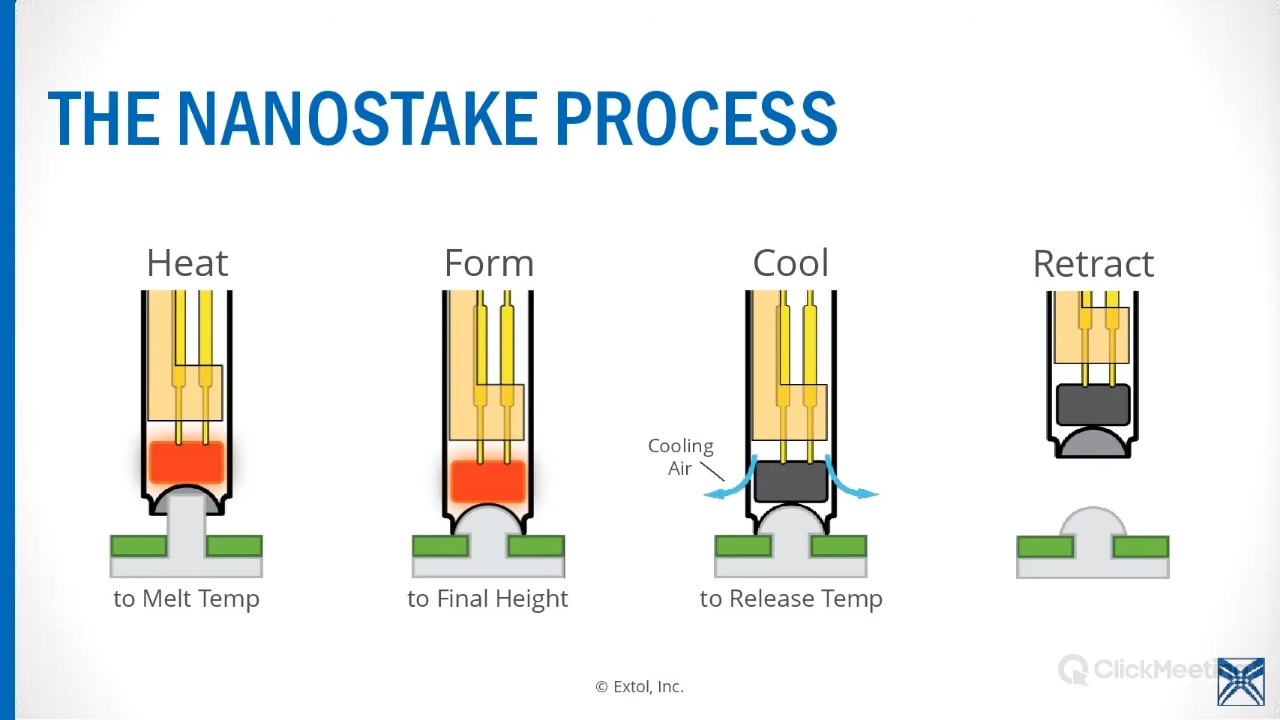 THE NANOSTAKE PROCESS
Heat
Form
Cool
Retract
Cooling
Air
to Melt Temp
to Final Height
to Release Temp
© Extol, Inc.